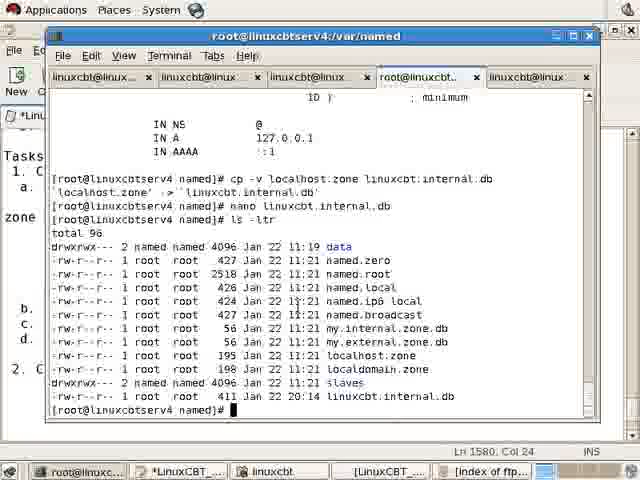 Applications Places System
root@linuxcbtserv4:/var/named
File Edit View Terminal Tabs Help
linuxcbt@linux... linuxcbt@linux linuxcbt@linux root@linuxcbt.. linuxcbt@linux
New
*Linu
1D ) ; minimum
IN NS @
IN A 127.0.0.1
IN AAAA ::1
[root@linuxcbtserv4 named]# cp -v localhost.zone linuxcbt.internal.db
`localhost.zone' -> `linuxcbt.internal.db'
[root@linuxcbtserv4 named]# nano linuxcbt.internal.db
[root@linuxcbtserv4 named]# ls -ltr
total 96
drwxrwx--- 2 named named 4096 Jan 22 11:19 data
-rw-r--r-- 1 root root 427 Jan 22 11:21 named.zero
-rw-r--r-- 1 root root 2518 Jan 22 11:21 named.root
-rw-r--r-- 1 root root 426 Jan 22 11:21 named.local
-rw-r--r-- 1 root root 424 Jan 22 11:21 named.ip6.local
-rw-r--r-- 1 root root 427 Jan 22 11:21 named.broadcast
-rw-r--r-- 1 root root 56 Jan 22 11:21 my.internal.zone.db
-rw-r--r-- 1 root root 56 Jan 22 11:21 my.external.zone.db
-rw-r--r-- 1 root root 195 Jan 22 11:21 localhost.zone
-rw-r--r-- 1 root root 198 Jan 22 11:21 localdomain.zone
drwxrwx--- 2 named named 4096 Jan 22 11:21 slaves
-rw-r--r-- 1 root root 411 Jan 22 20:14 linuxcbt.internal.db
[root@linuxcbtserv4 named]#
File
Tasks
1. C
a.
zone
b.
c.
d.
2. C
Ln 1580, Col 24 INS
root@linuxc... *LinuxCBT_... linuxcbt [LinuxCBT_... [Index of ftp...